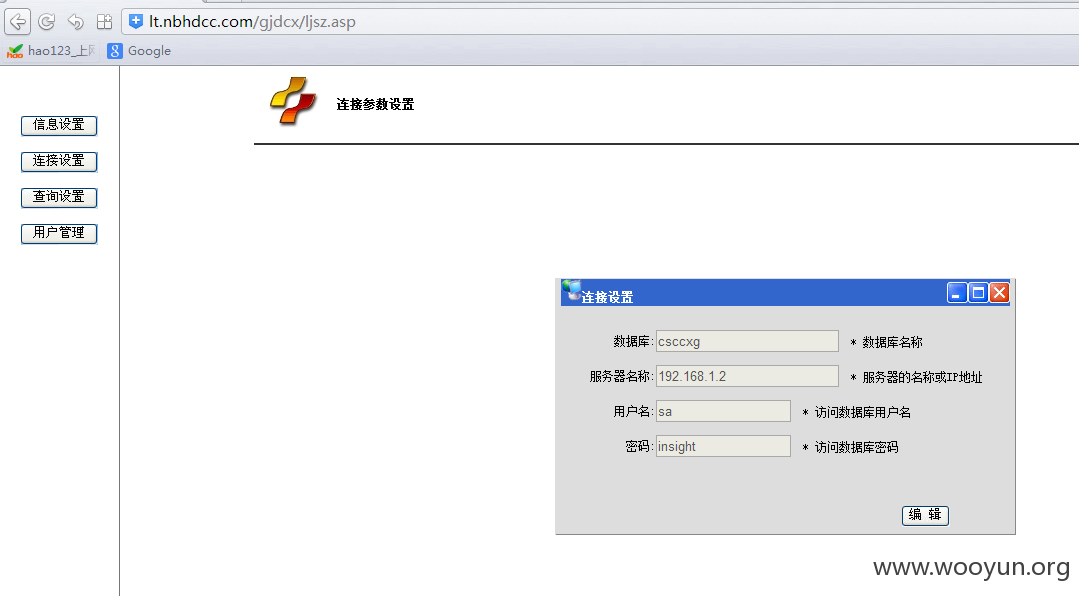 lt.nbhdcc.com/gjdcx/ljsz.asp
hao123_上网
Google
连接参数设置
信息设置
连接设置
查询设置
用户管理
连接设置
数据库: csccxg * 数据库名称
服务器名称: 192.168.1.2 * 服务器的名称或IP地址
用户名: sa * 访问数据库用户名
密码: insight * 访问数据库密码
编 辑
www.wooyun.org